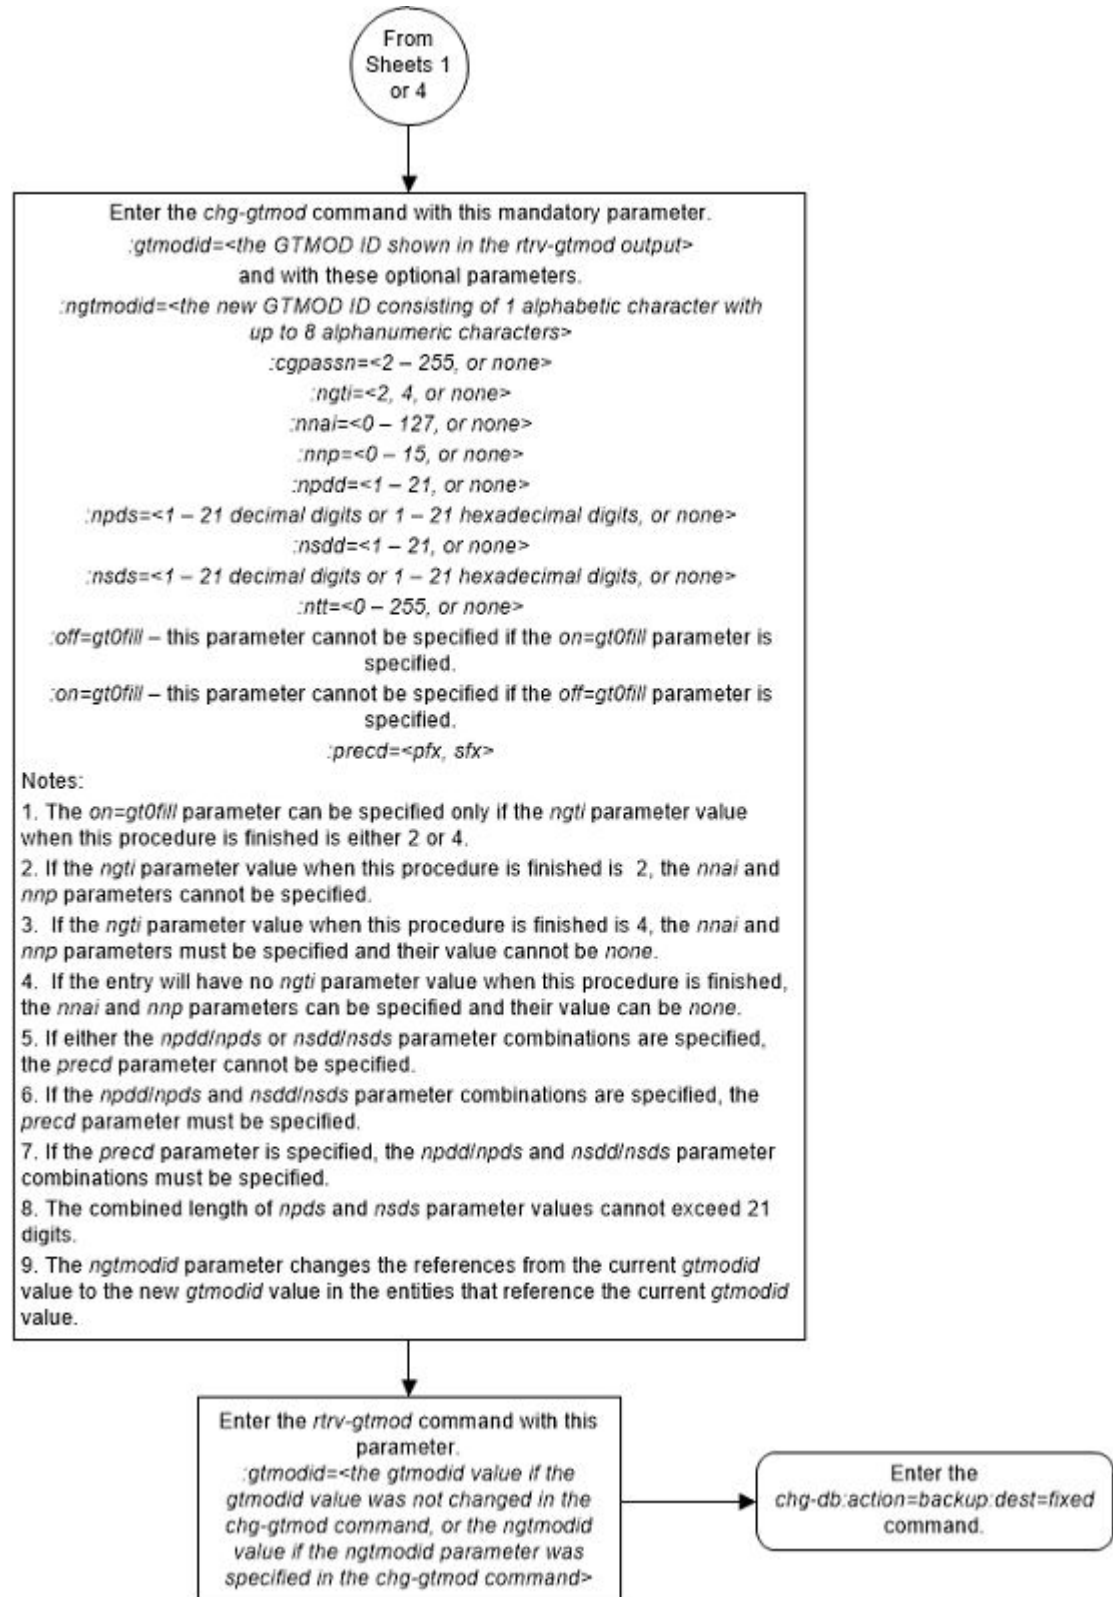 From
Sheets 1
or 4
Enter the chg-gtmod command with this mandatory parameter.
:gtmodid=<the GTMOD ID shown in the rtrv-gtmod output>
and with these optional parameters.
:ngtmodid=<the new GTMOD ID consisting of 1 alphabetic character with
up to 8 alphanumeric characters>
:cgpassn=<2 – 255, or none>
:ngti=<2, 4, or none>
:nnai=<0 – 127, or none>
:nnp=<0 – 15, or none>
:npdd=<1 – 21, or none>
:npds=<1 – 21 decimal digits or 1 – 21 hexadecimal digits, or none>
:nsdd=<1 – 21, or none>
:nsds=<1 – 21 decimal digits or 1 – 21 hexadecimal digits, or none>
:ntt=<0 – 255, or none>
:off=gt0fill – this parameter cannot be specified if the on=gt0fill parameter is
specified.
:on=gt0fill – this parameter cannot be specified if the off=gt0fill parameter is
specified.
:precd=<pfx, sfx>
Notes:
1. The on=gt0fill parameter can be specified only if the ngti parameter value
when this procedure is finished is either 2 or 4.
2. If the ngti parameter value when this procedure is finished is  2, the nnai and
nnp parameters cannot be specified.
3.  If the ngti parameter value when this procedure is finished is 4, the nnai and
nnp parameters must be specified and their value cannot be none.
4.  If the entry will have no ngti parameter value when this procedure is finished,
the nnai and nnp parameters can be specified and their value can be none.
5. If either the npdd/npds or nsdd/nsds parameter combinations are specified,
the precd parameter cannot be specified.
6. If the npdd/npds and nsdd/nsds parameter combinations are specified, the
precd parameter must be specified.
7. If the precd parameter is specified, the npdd/npds and nsdd/nsds parameter
combinations must be specified.
8. The combined length of npds and nsds parameter values cannot exceed 21
digits.
9. The ngtmodid parameter changes the references from the current gtmodid
value to the new gtmodid value in the entities that reference the current gtmodid
value.
Enter the rtrv-gtmod command with this
parameter.
:gtmodid=<the gtmodid value if the
gtmodid value was not changed in the
chg-gtmod command, or the ngtmodid
value if the ngtmodid parameter was
specified in the chg-gtmod command>
Enter the
chg-db:action=backup:dest=fixed
command.